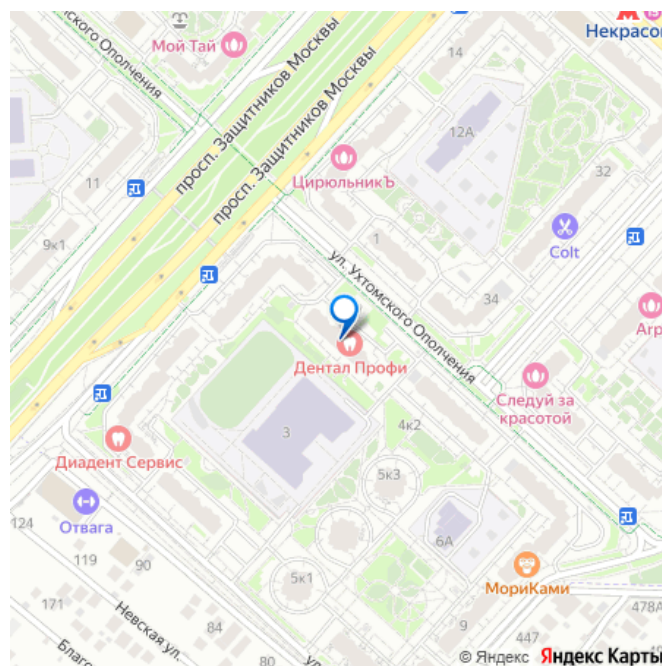 ского Ополчения
Мой Тай
просп. Защитников Москвы
просп. Защитников Москвы
Некрасов
14
12А
32
11
ЦирюльникЪ
9к1
1
Colt
ул. Ухтомского Ополчения
34
Дентал Профи
Следуй за
красотой
3
4к2
5к3
Диадент Сервис
Отвага
124
119
90
6А
5к1
МориКами
171
Невская ул.
84
80
9
447
478А
© Яндекс Яндекс Карты